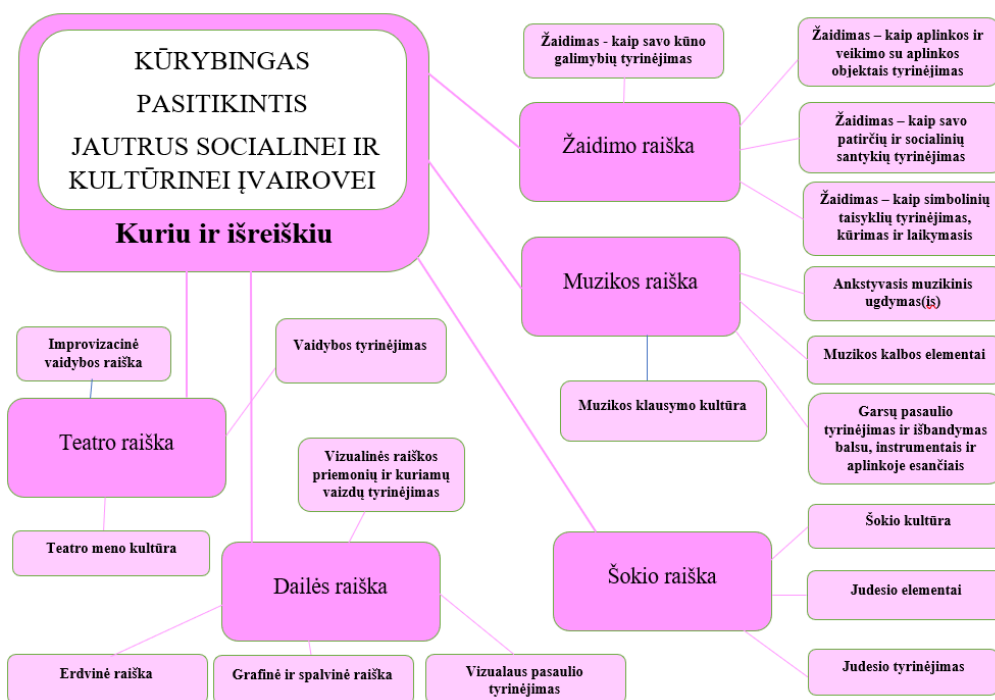 KŪRYBINGAS
PASITIKINTIS
JAUTRUS SOCIALINEI IR
KULTŪRINEI ĮVAIROVEI
Kuriu ir išreiškiu
Žaidimas - kaip savo kūno
galimybių tyrinėjimas
Žaidimas – kaip aplinkos ir
veikimo su aplinkos
objektais tyrinėjimas
Žaidimo raiška
Žaidimas – kaip savo
patirčių ir socialinių
santykių tyrinėjimas
Žaidimas – kaip simbolinių
taisyklių tyrinėjimas,
kūrimas ir laikymasis
Muzikos raiška
Ankstyvasis muzikinis
ugdymas(is)
Muzikos kalbos elementai
Muzikos klausymo kultūra
Garsų pasaulio
tyrinėjimas ir išbandymas
balsu, instrumentais ir
aplinkoje esančiais
Improvizacinė
vaidybos raiška
Vaidybos tyrinėjimas
Teatro raiška
Teatro meno kultūra
Vizualinės raiškos
priemonių ir kuriamų
vaizdų tyrinėjimas
Dailės raiška
Erdvinė raiška
Grafinė ir spalvinė raiška
Vizualaus pasaulio
tyrinėjimas
Šokio raiška
Šokio kultūra
Judesio elementai
Judesio tyrinėjimas